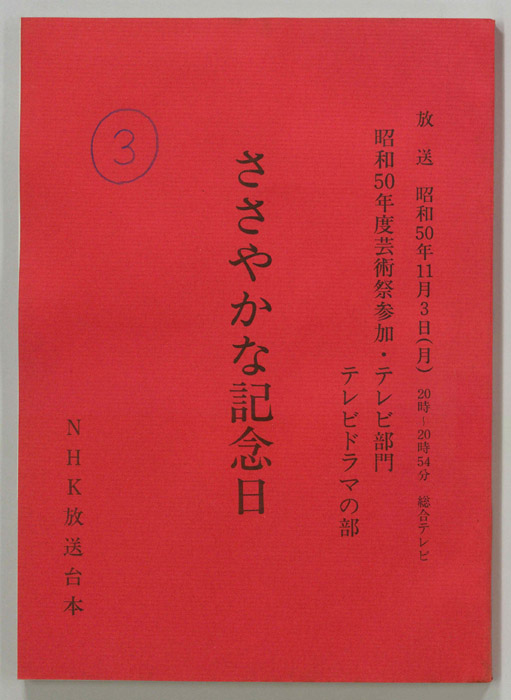 放送 昭和50年11月3日(月) 20時〜20時54分 総合テレビ
昭和50年度芸術祭参加・テレビ部門
テレビドラマの部
ささやかな記念日
3
NHK放送台本